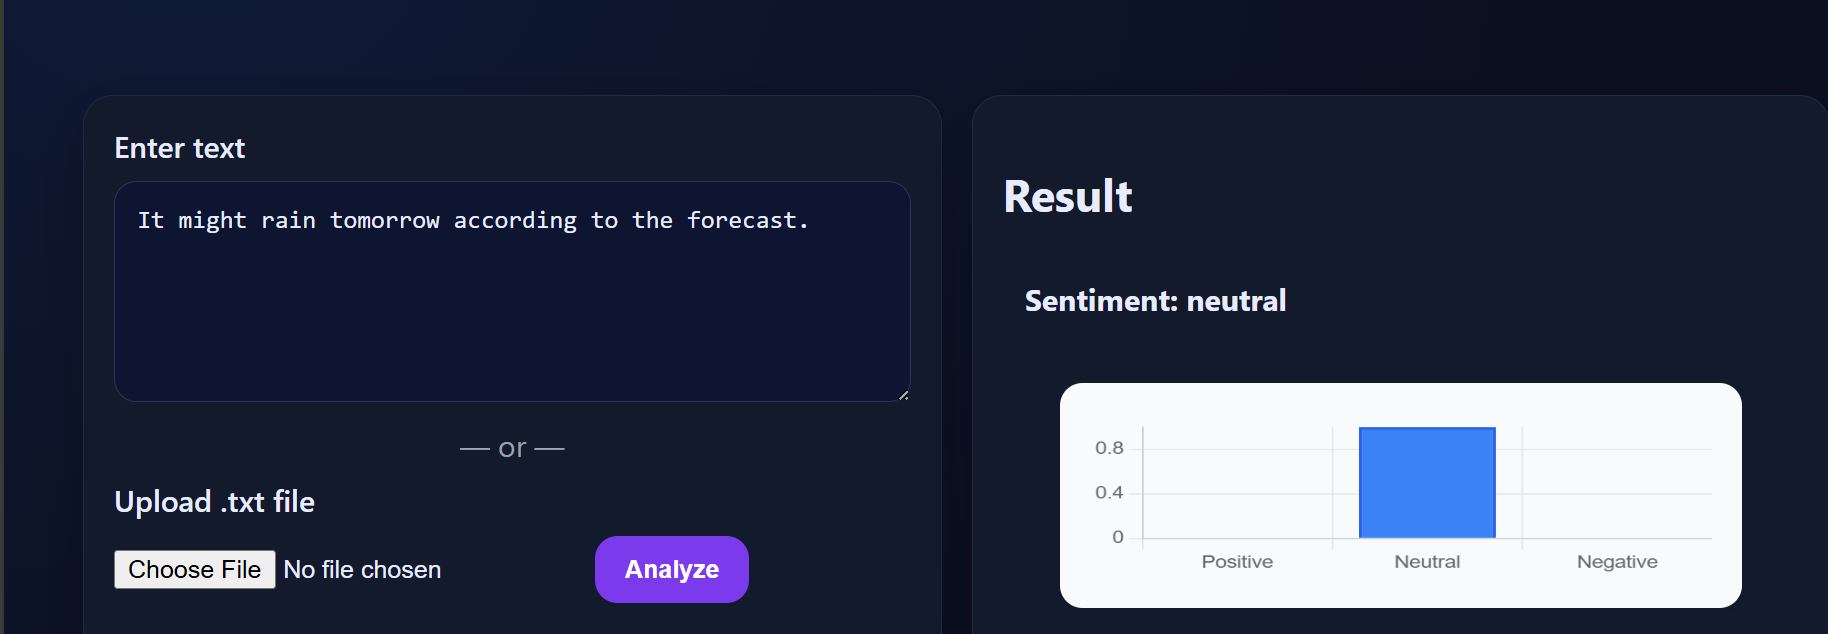 Enter text
It might rain tomorrow according to the forecast.
— or —
Upload .txt file
Choose File No file chosen
Analyze
Result
Sentiment: neutral
0.8
0.4
0
Positive Neutral Negative